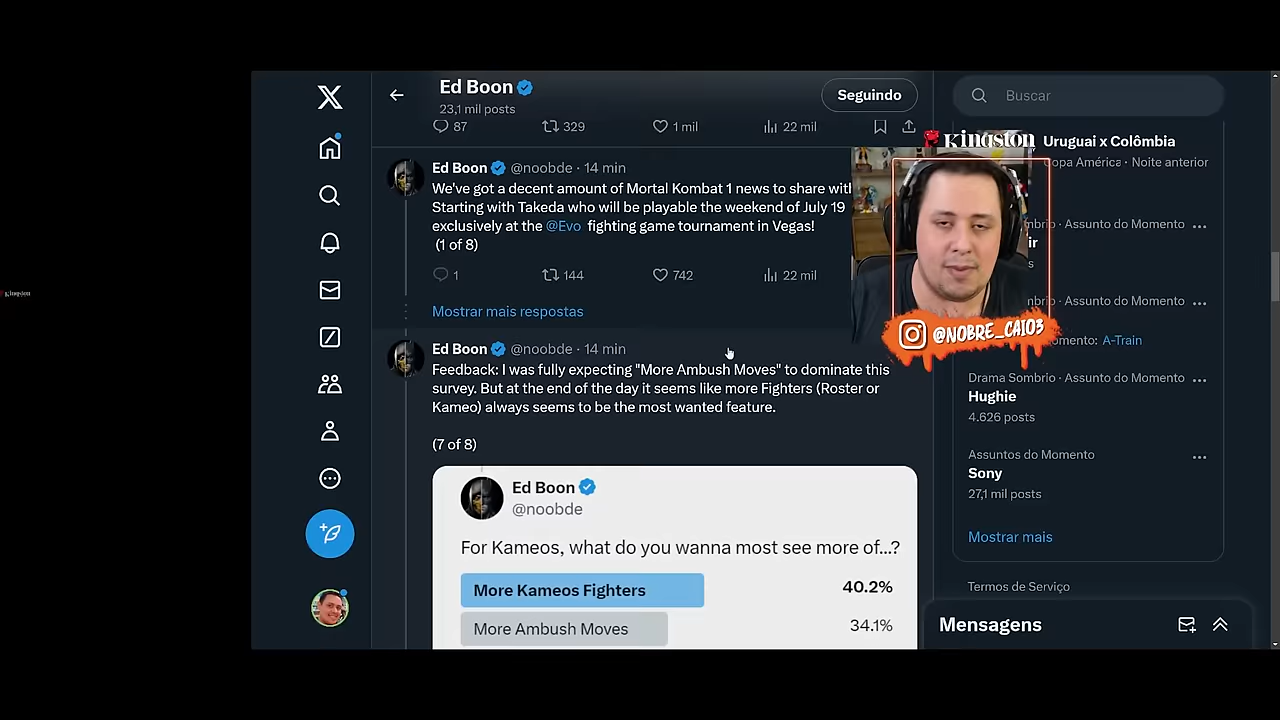 Ed Boon
23,1 mil posts
Seguindo
Buscar
87
329
1 mil
22 mil
Kingston
Uruguai x Colômbia
Copa América · Noite anterior
Ed Boon @noobde · 14 min
We've got a decent amount of Mortal Kombat 1 news to share with
Starting with Takeda who will be playable the weekend of July 19
exclusively at the @Evo fighting game tournament in Vegas!
(1 of 8)
Assunto do Momento
1
144
742
22 mil
Assunto do Momento
Mostrar mais respostas
@NOBRE_CAIO3
A-Train
Ed Boon @noobde · 14 min
Feedback: I was fully expecting "More Ambush Moves" to dominate this
survey. But at the end of the day it seems like more Fighters (Roster or
Kameo) always seems to be the most wanted feature.
(7 of 8)
Drama Sombrio · Assunto do Momento
Hughie
4.626 posts
Assuntos do Momento
Sony
27,1 mil posts
Mostrar mais
Ed Boon
@noobde
For Kameos, what do you wanna most see more of...?
More Kameos Fighters
40.2%
More Ambush Moves
34.1%
Termos de Serviço
Mensagens